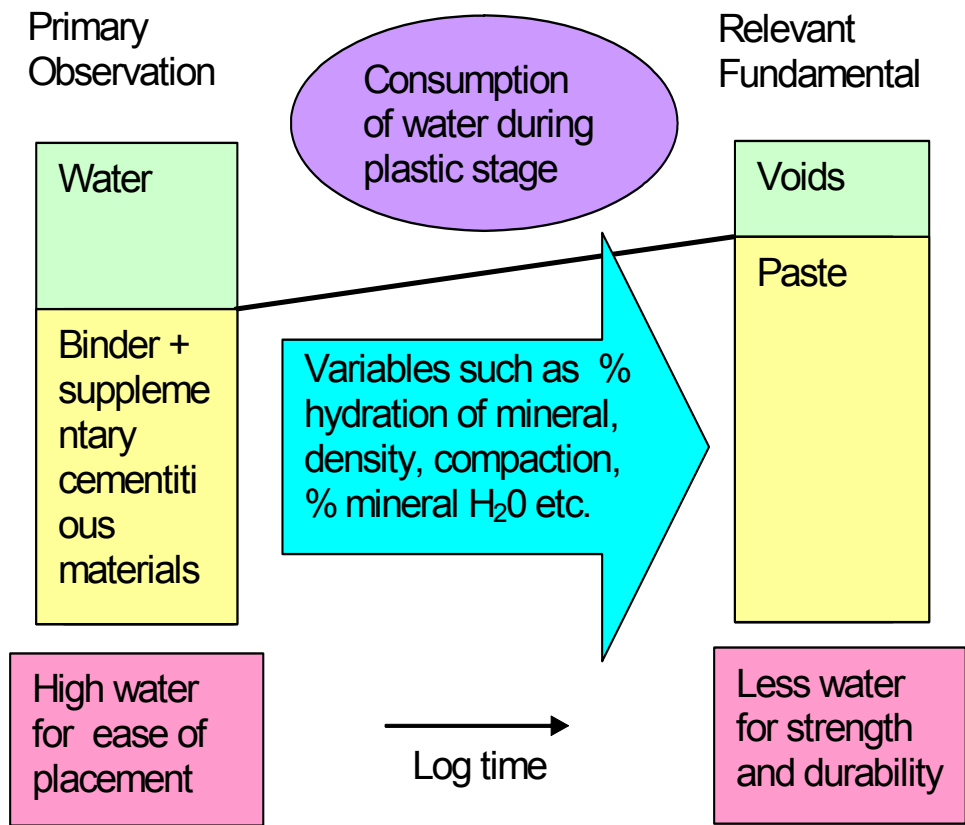 Primary
Observation
Consumption
of water during
plastic stage
Relevant
Fundamental
Water
Voids
Binder +
suppleme
ntary
cementiti
ous
materials
Variables such as %
hydration of mineral,
density, compaction,
% mineral H₂0 etc.
Paste
High water
for ease of
placement
Log time
Less water
for strength
and durability